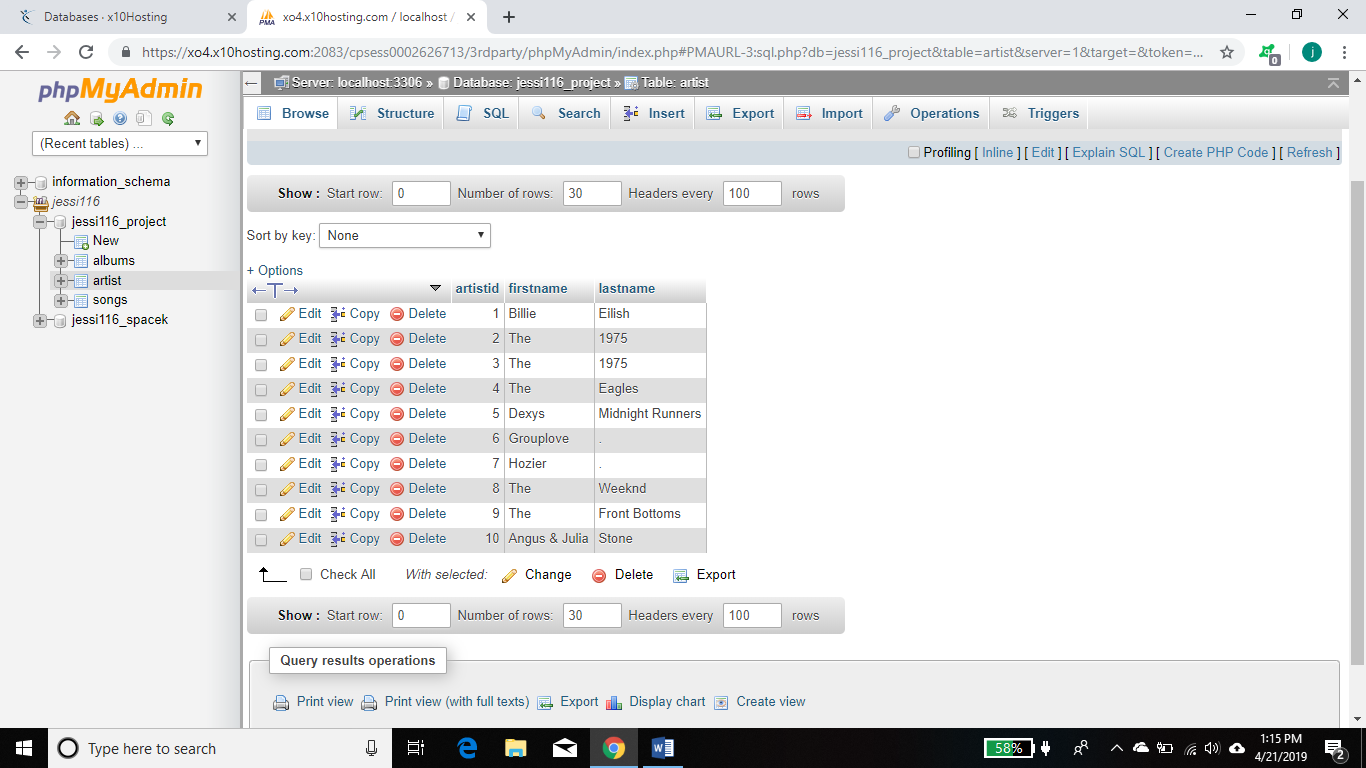 Databases · x10Hosting
xo4.x10hosting.com / localhost /
https://xo4.x10hosting.com:2083/cpsess0002626713/3rdparty/phpMyAdmin/index.php#PMAURL-3:sql.php?db=jessi116_project&table=artist&server=1&target=&token=...
0
j
phpMyAdmin
(Recent tables) ...
information_schema
jessi116
jessi116_project
New
albums
artist
songs
jessi116_spacek
Server: localhost:3306 » Database: jessi116_project » Table: artist
Browse Structure SQL Search Insert Export Import Operations Triggers
Profiling [ Inline ] [ Edit ] [ Explain SQL ] [ Create PHP Code ] [ Refresh ]
Show : Start row: 0 Number of rows: 30 Headers every 100 rows
Sort by key: None
+ Options
←T→ artistid firstname lastname
Edit Copy Delete 1 Billie Eilish
Edit Copy Delete 2 The 1975
Edit Copy Delete 3 The 1975
Edit Copy Delete 4 The Eagles
Edit Copy Delete 5 Dexys Midnight Runners
Edit Copy Delete 6 Grouplove .
Edit Copy Delete 7 Hozier .
Edit Copy Delete 8 The Weeknd
Edit Copy Delete 9 The Front Bottoms
Edit Copy Delete 10 Angus & Julia Stone
Check All With selected: Change Delete Export
Show : Start row: 0 Number of rows: 30 Headers every 100 rows
Query results operations
Print view Print view (with full texts) Export Display chart Create view
Type here to search
58%
1:15 PM
4/21/2019
2